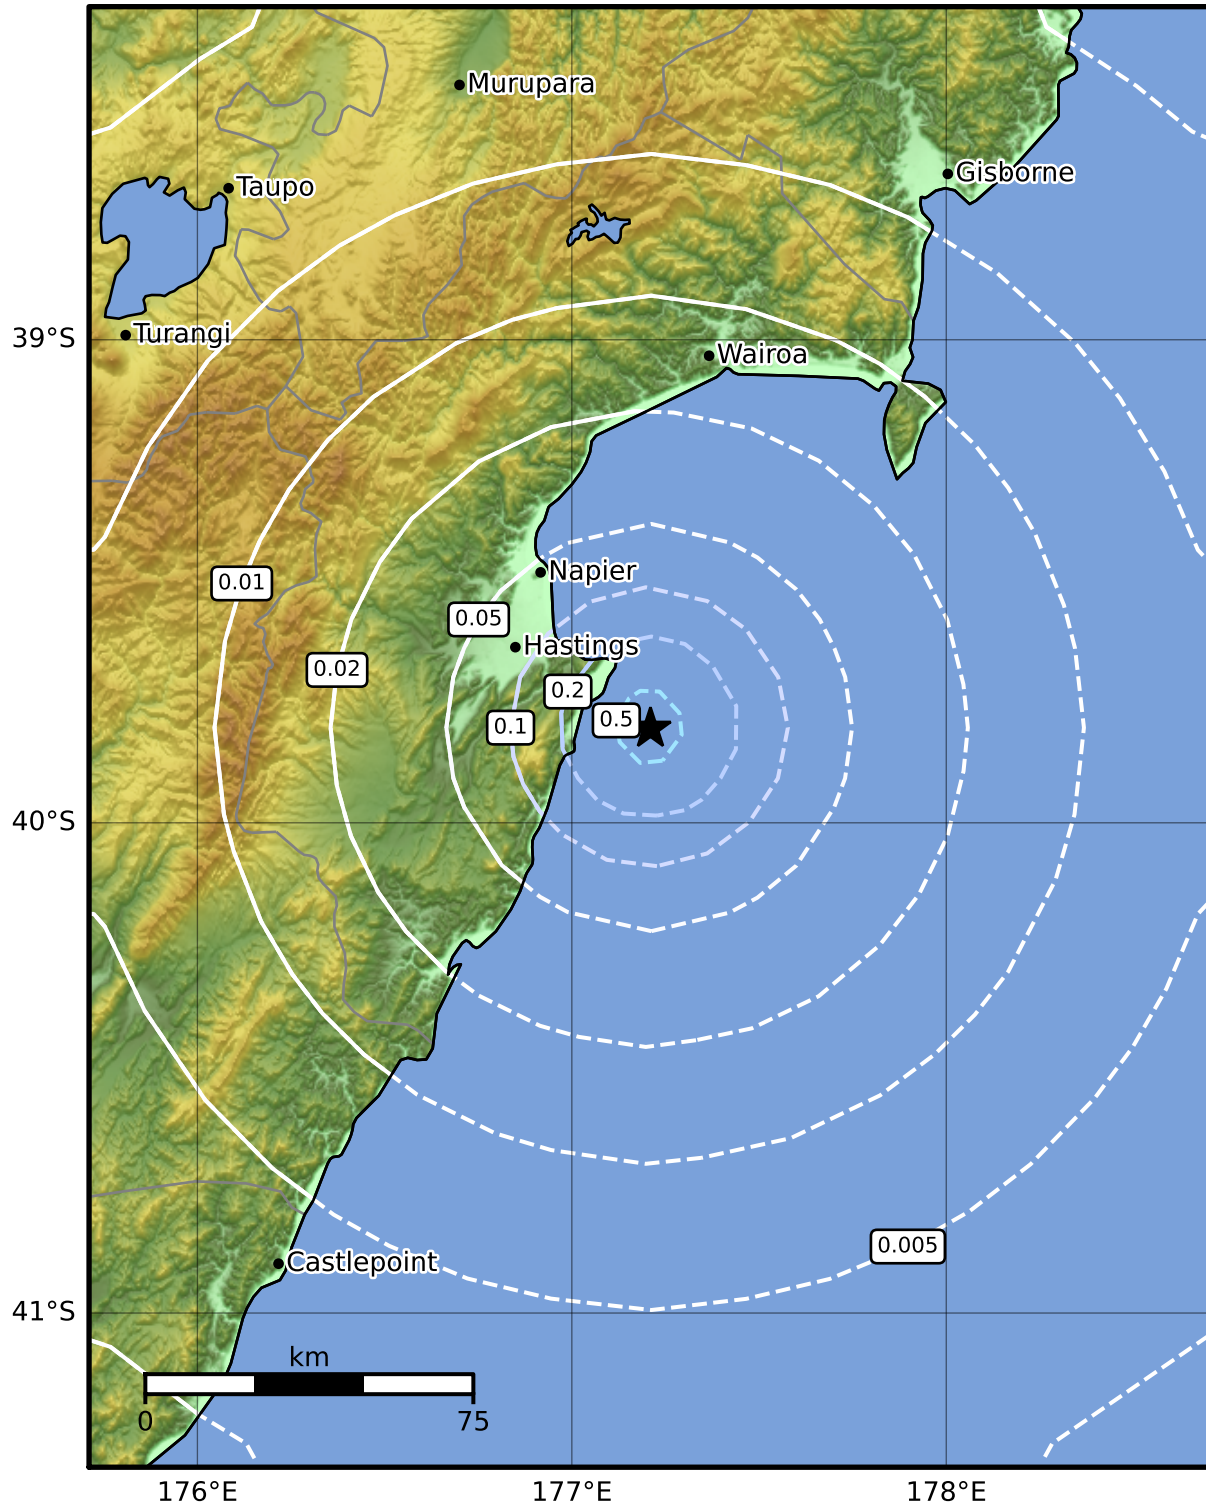 Murupara
Gisborne
Taupo
Turangi
39°S
Wairoa
Napier
0.01
0.05
Hastings
0.02
0.2
0.1
0.5
40°S
0.005
Castlepoint
41°S
km
0
75
176°E
177°E
178°E